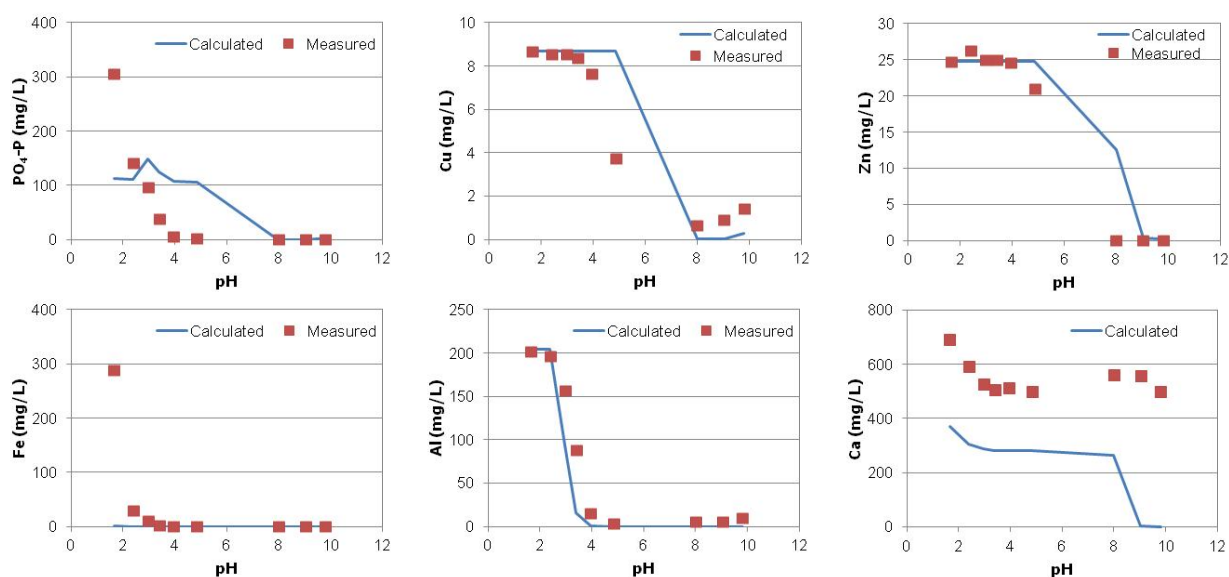 400
300
200
100
0
PO₄-P (mg/L)
Calculated Measured
0 2 4 6 8 10 12
pH
10
8
6
4
2
0
Cu (mg/L)
Calculated
Measured
0 2 4 6 8 10 12
pH
30
25
20
15
10
5
0
Zn (mg/L)
Calculated
Measured
0 2 4 6 8 10 12
pH
400
300
200
100
0
Fe (mg/L)
Calculated Measured
0 2 4 6 8 10 12
pH
250
200
150
100
50
0
Al (mg/L)
Calculated Measured
0 2 4 6 8 10 12
pH
800
600
400
200
0
Ca (mg/L)
Calculated
0 2 4 6 8 10 12
pH